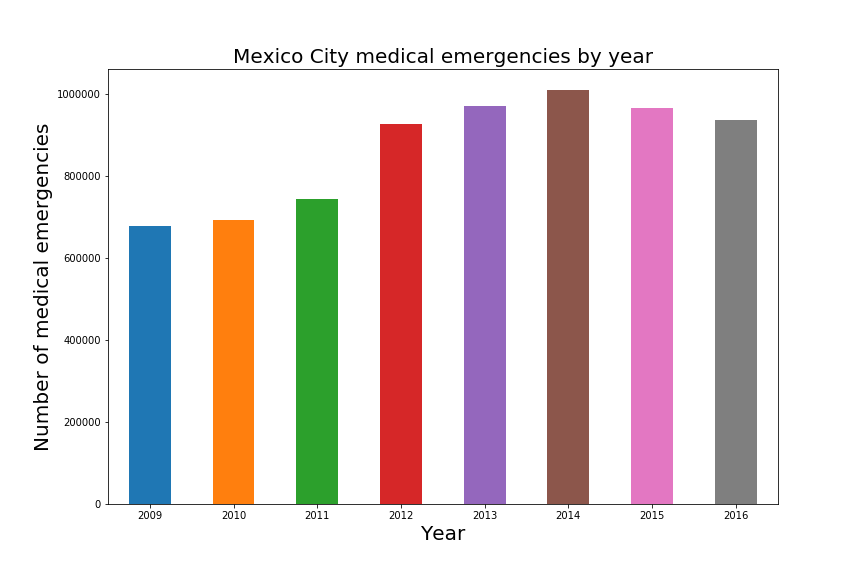 Mexico City medical emergencies by year
Number of medical emergencies
1000000
800000
600000
400000
200000
0
2009 2010 2011 2012 2013 2014 2015 2016
Year